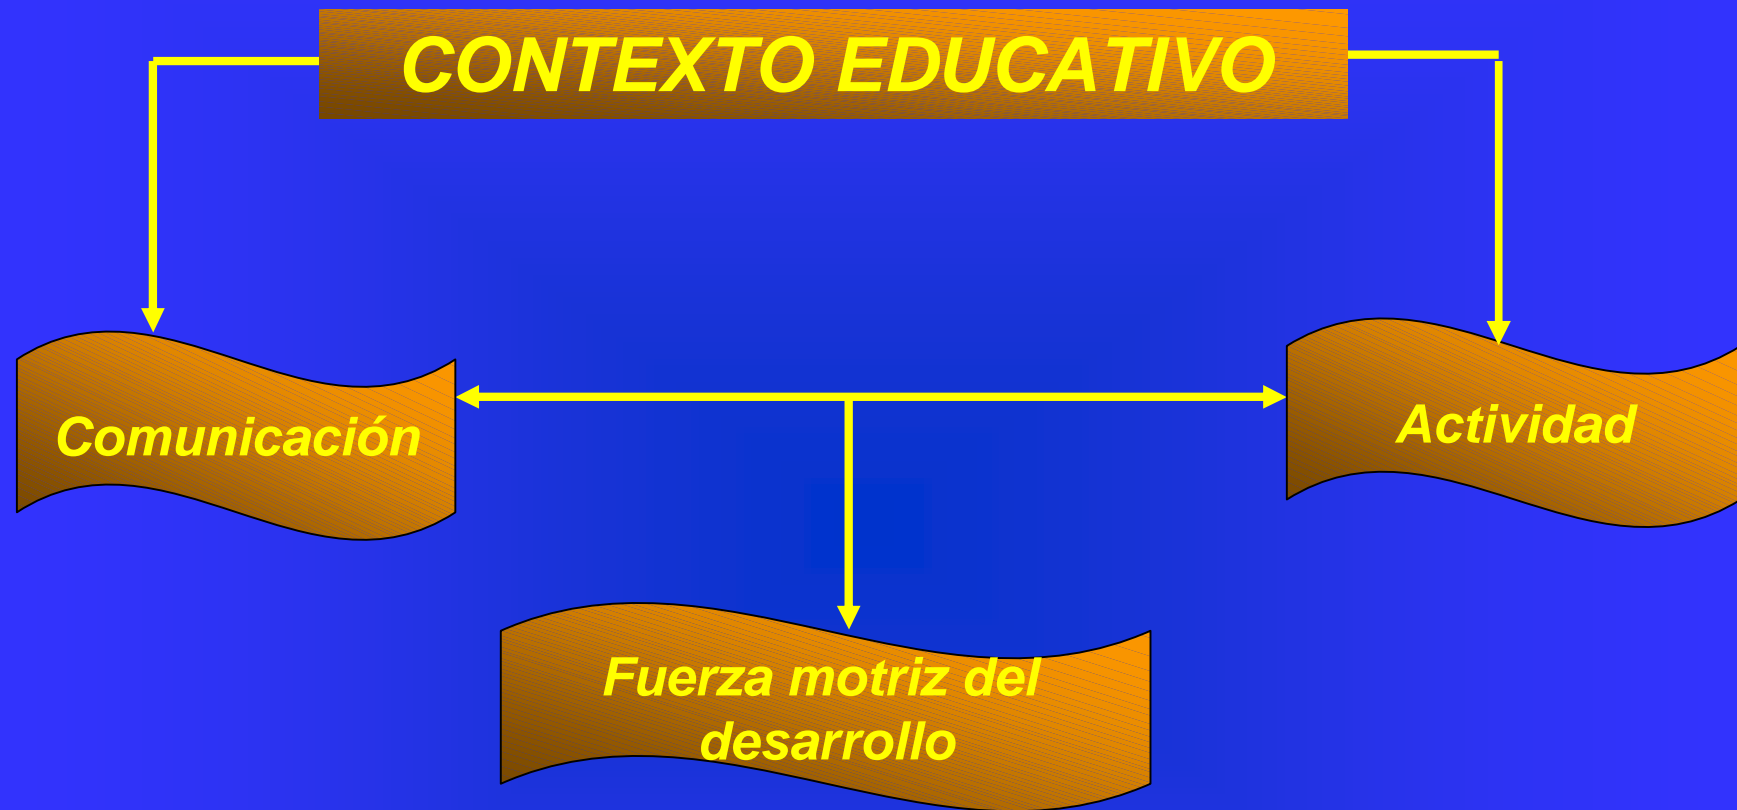 CONTEXTO EDUCATIVO
Comunicación
Actividad
Fuerza motriz del
desarrollo